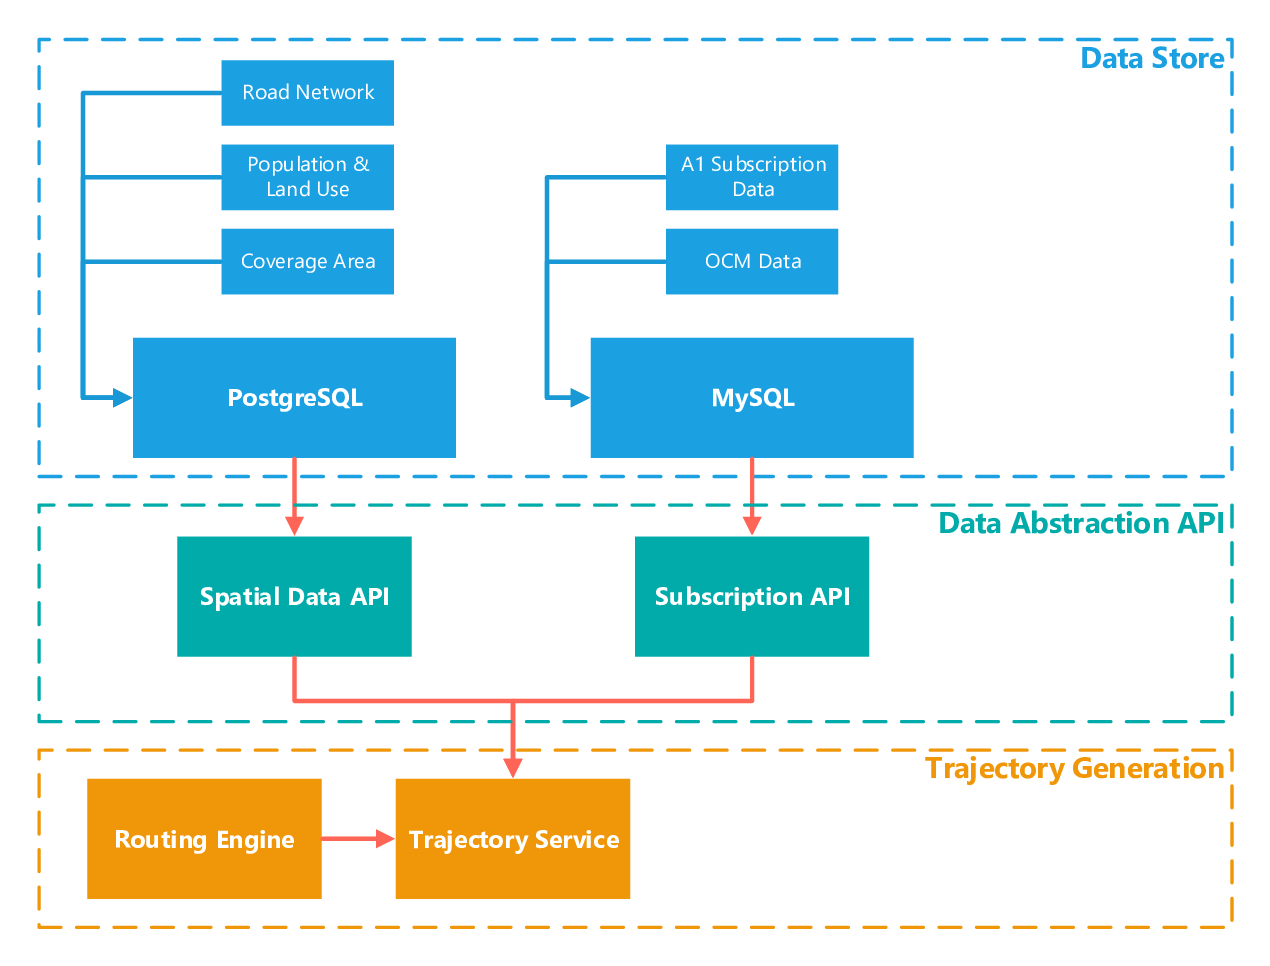 Data Store
Road Network
Population &
Land Use
A1 Subscription
Data
Coverage Area
OCM Data
PostgreSQL
MySQL
Data Abstraction API
Spatial Data API
Subscription API
Trajectory Generation
Routing Engine
Trajectory Service